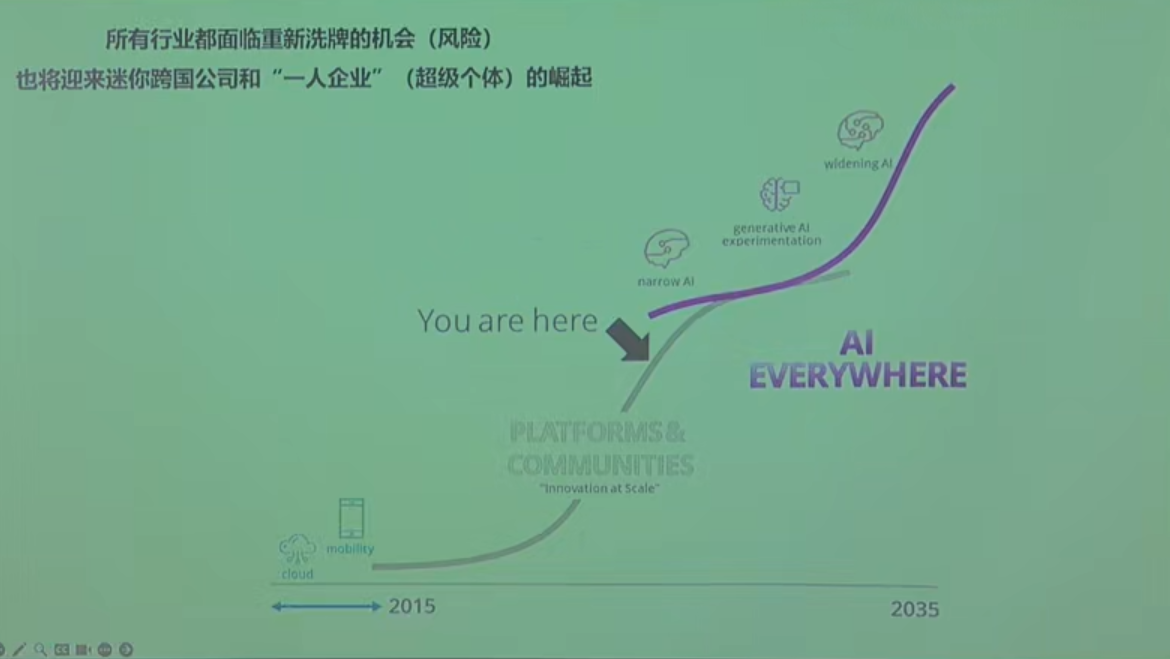 所有行业都面临重新洗牌的机会（风险）
也将迎来迷你跨国公司和“一人企业”（超级个体）的崛起
widening AI
generative AI
experimentation
narrow AI
You are here
AI
EVERYWHERE
PLATFORMS &
COMMUNITIES
"Innovation at Scale"
mobility
cloud
2015
2035